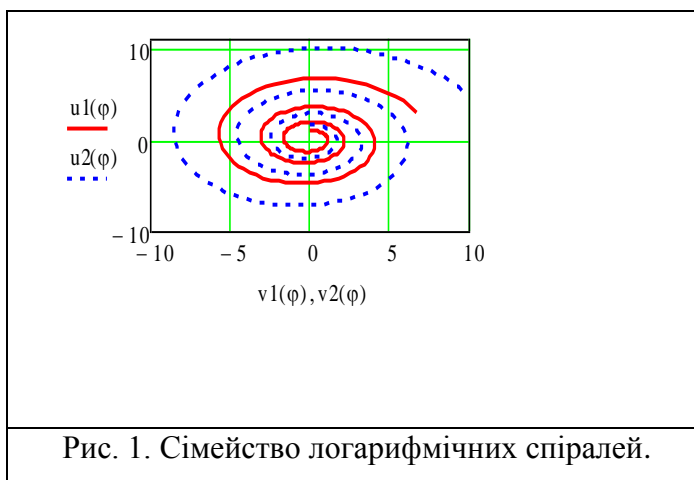 10
u1(φ)
0
u2(φ)
− 10
− 10
− 5
0
5
10
v1(φ) , v2(φ)
Рис. 1. Сімейство логарифмічних спіралей.